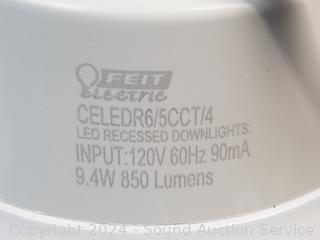 FEIT
electric
CELEDR6/5CCT/4
LED RECESSED DOWNLIGHTS:
INPUT:120V 60Hz 90mA
9.4W 850 Lumens
Copyright 2024 - Sound Auction Service